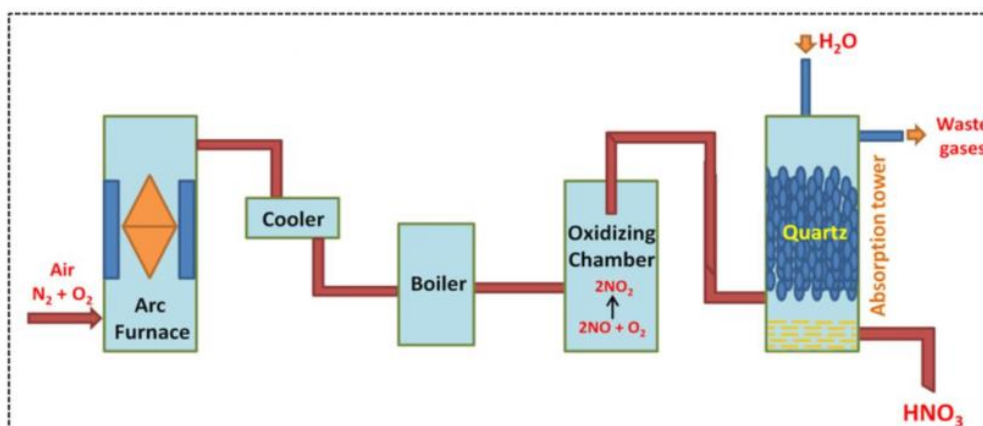 H₂O
Waste
gases
Cooler
Oxidizing
Chamber
2NO₂
2NO + O₂
Quartz
Absorption tower
Boiler
Air
N₂ + O₂
Arc
Furnace
HNO₃